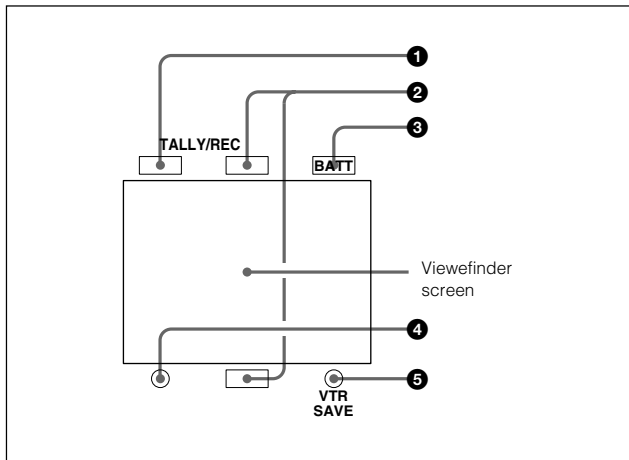 1
2
3
TALLY/REC
BATT
Viewefinder
screen
4
5
VTR
SAVE